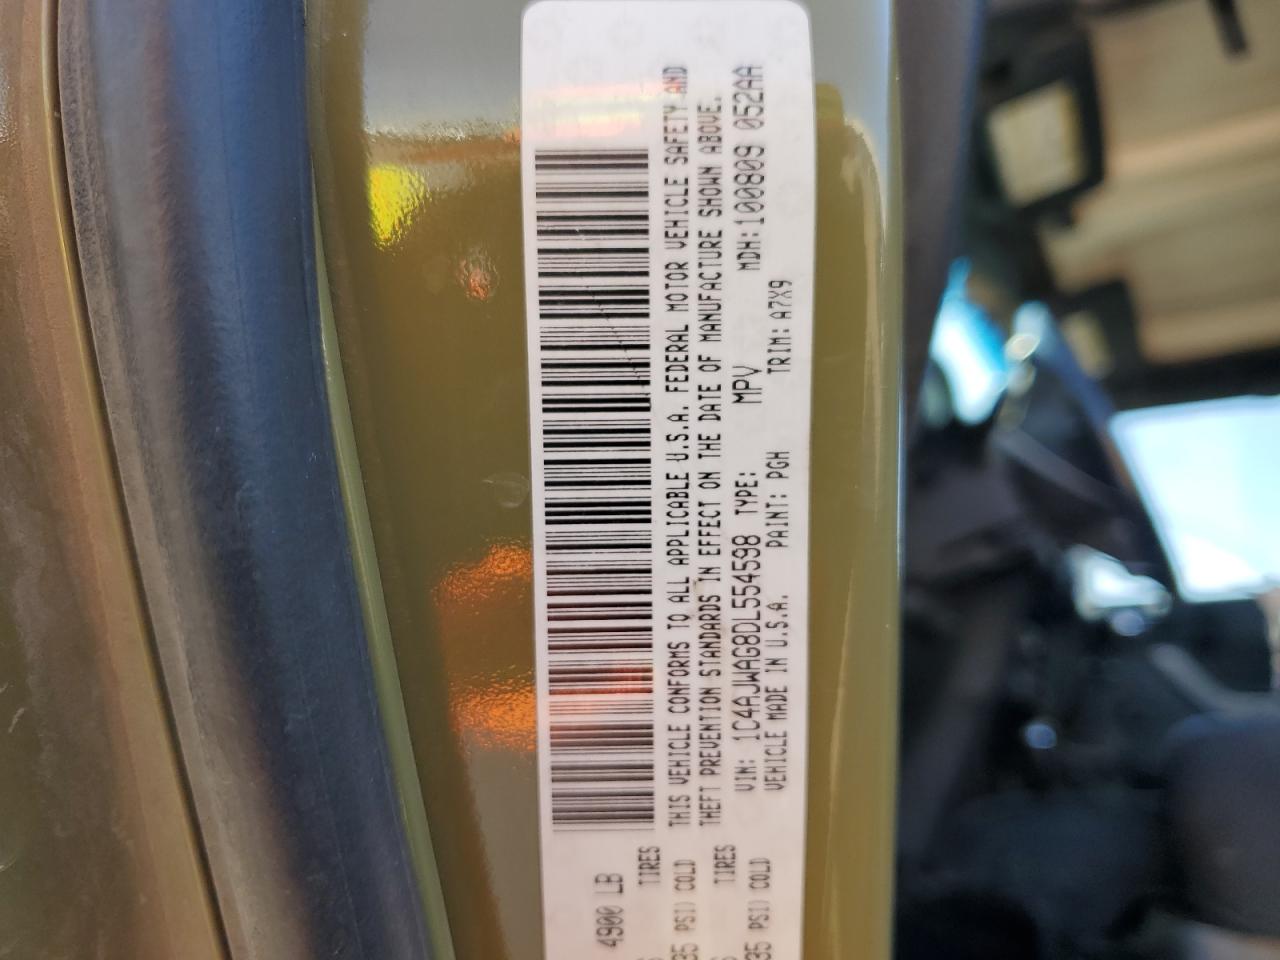 4900 LB
TIRES
35 PSI) COLD
TIRES
35 PSI) COLD
THIS VEHICLE CONFORMS TO ALL APPLICABLE U.S.A. FEDERAL MOTOR VEHICLE SAFETY AND
THEFT PREVENTION STANDARDS IN EFFECT ON THE DATE OF MANUFACTURE SHOWN ABOVE.
VIN: 1C4AJWAG8DL554598 TYPE: MPV MDH:100809 052AA
VEHICLE MADE IN U.S.A. PAINT: PGH TRIM: A7X9